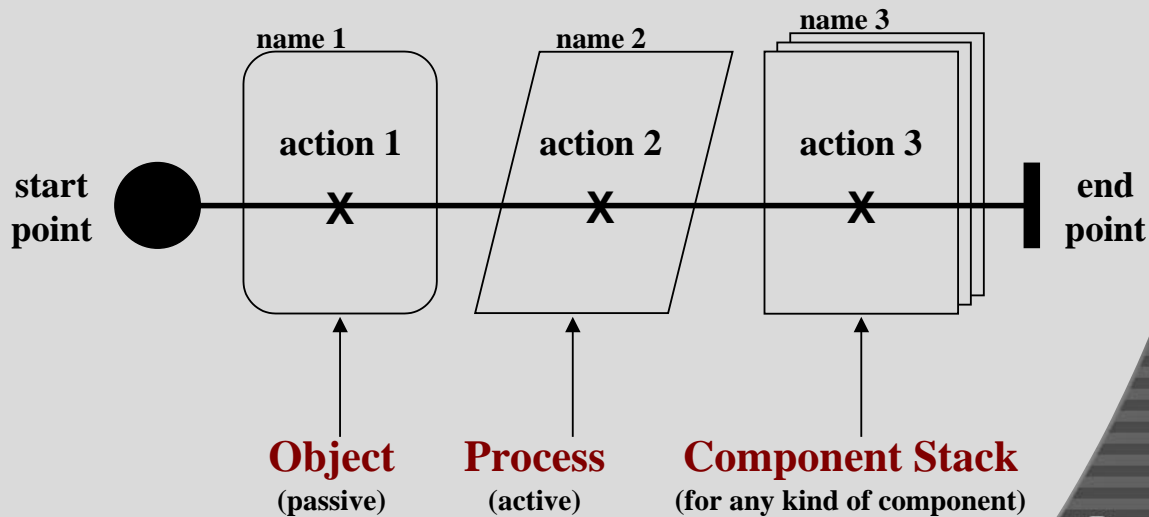 name 1
name 2
name 3
action 1
action 2
action 3
start
point
X
X
X
end
point
Object
Process
Component Stack
(passive)
(active)
(for any kind of component)